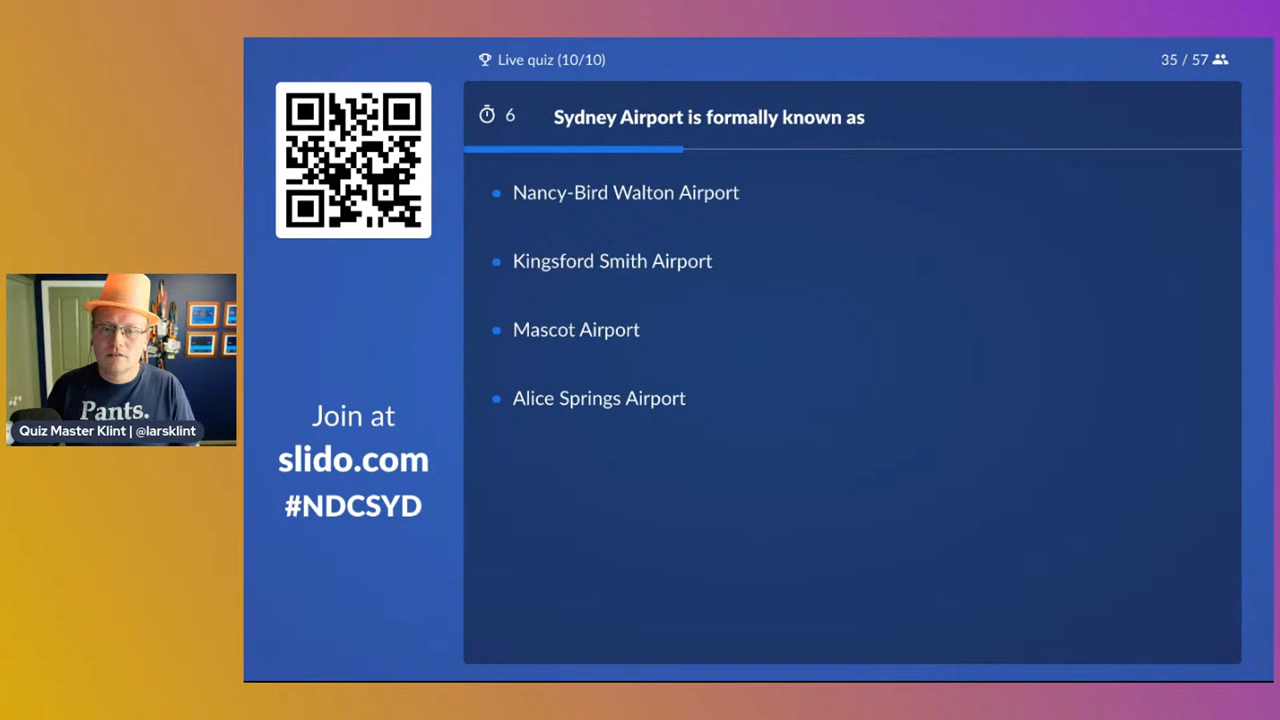 Live quiz (10/10)
35 / 57
6
Sydney Airport is formally known as
Nancy-Bird Walton Airport
Kingsford Smith Airport
Mascot Airport
Alice Springs Airport
Join at
slido.com
#NDCSYD
Pants.
Quiz Master Klint | @larsklint